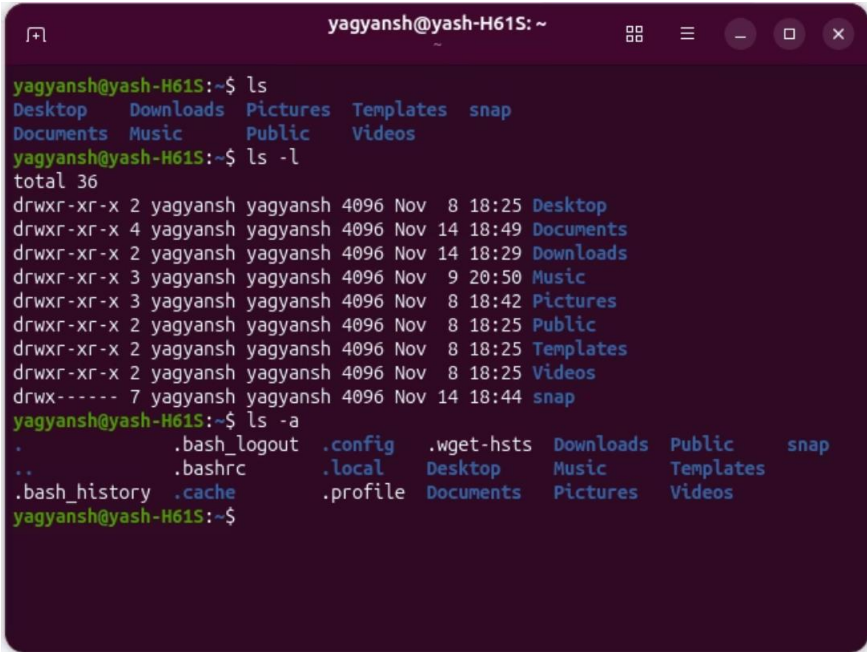 yagyansh@yash-H61S: ~
~
yagyansh@yash-H61S:~$ ls
Desktop    Downloads  Pictures  Templates  snap
Documents  Music      Public    Videos
yagyansh@yash-H61S:~$ ls -l
total 36
drwxr-xr-x 2 yagyansh yagyansh 4096 Nov  8 18:25 Desktop
drwxr-xr-x 4 yagyansh yagyansh 4096 Nov 14 18:49 Documents
drwxr-xr-x 2 yagyansh yagyansh 4096 Nov 14 18:29 Downloads
drwxr-xr-x 3 yagyansh yagyansh 4096 Nov  9 20:50 Music
drwxr-xr-x 3 yagyansh yagyansh 4096 Nov  8 18:42 Pictures
drwxr-xr-x 2 yagyansh yagyansh 4096 Nov  8 18:25 Public
drwxr-xr-x 2 yagyansh yagyansh 4096 Nov  8 18:25 Templates
drwxr-xr-x 2 yagyansh yagyansh 4096 Nov  8 18:25 Videos
drwx------ 7 yagyansh yagyansh 4096 Nov 14 18:44 snap
yagyansh@yash-H61S:~$ ls -a
.              .bash_logout  .config   .wget-hsts  Downloads  Public     snap
..             .bashrc       .local    Desktop     Music      Templates
.bash_history  .cache        .profile  Documents   Pictures   Videos
yagyansh@yash-H61S:~$